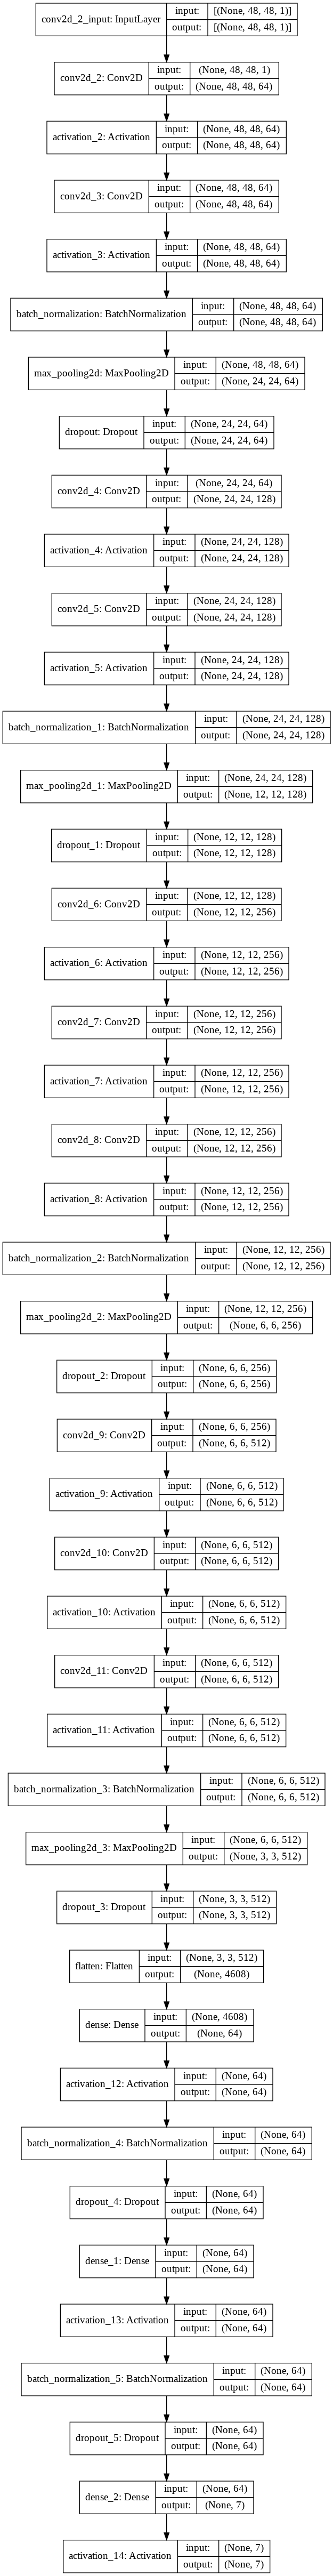 conv2d_2_input: InputLayer
input: [(None, 48, 48, 1)]
output: [(None, 48, 48, 1)]
conv2d_2: Conv2D
input: (None, 48, 48, 1)
output: (None, 48, 48, 64)
activation_2: Activation
input: (None, 48, 48, 64)
output: (None, 48, 48, 64)
conv2d_3: Conv2D
input: (None, 48, 48, 64)
output: (None, 48, 48, 64)
activation_3: Activation
input: (None, 48, 48, 64)
output: (None, 48, 48, 64)
batch_normalization: BatchNormalization
input: (None, 48, 48, 64)
output: (None, 48, 48, 64)
max_pooling2d: MaxPooling2D
input: (None, 48, 48, 64)
output: (None, 24, 24, 64)
dropout: Dropout
input: (None, 24, 24, 64)
output: (None, 24, 24, 64)
conv2d_4: Conv2D
input: (None, 24, 24, 64)
output: (None, 24, 24, 128)
activation_4: Activation
input: (None, 24, 24, 128)
output: (None, 24, 24, 128)
conv2d_5: Conv2D
input: (None, 24, 24, 128)
output: (None, 24, 24, 128)
activation_5: Activation
input: (None, 24, 24, 128)
output: (None, 24, 24, 128)
batch_normalization_1: BatchNormalization
input: (None, 24, 24, 128)
output: (None, 24, 24, 128)
max_pooling2d_1: MaxPooling2D
input: (None, 24, 24, 128)
output: (None, 12, 12, 128)
dropout_1: Dropout
input: (None, 12, 12, 128)
output: (None, 12, 12, 128)
conv2d_6: Conv2D
input: (None, 12, 12, 128)
output: (None, 12, 12, 256)
activation_6: Activation
input: (None, 12, 12, 256)
output: (None, 12, 12, 256)
conv2d_7: Conv2D
input: (None, 12, 12, 256)
output: (None, 12, 12, 256)
activation_7: Activation
input: (None, 12, 12, 256)
output: (None, 12, 12, 256)
conv2d_8: Conv2D
input: (None, 12, 12, 256)
output: (None, 12, 12, 256)
activation_8: Activation
input: (None, 12, 12, 256)
output: (None, 12, 12, 256)
batch_normalization_2: BatchNormalization
input: (None, 12, 12, 256)
output: (None, 12, 12, 256)
max_pooling2d_2: MaxPooling2D
input: (None, 12, 12, 256)
output: (None, 6, 6, 256)
dropout_2: Dropout
input: (None, 6, 6, 256)
output: (None, 6, 6, 256)
conv2d_9: Conv2D
input: (None, 6, 6, 256)
output: (None, 6, 6, 512)
activation_9: Activation
input: (None, 6, 6, 512)
output: (None, 6, 6, 512)
conv2d_10: Conv2D
input: (None, 6, 6, 512)
output: (None, 6, 6, 512)
activation_10: Activation
input: (None, 6, 6, 512)
output: (None, 6, 6, 512)
conv2d_11: Conv2D
input: (None, 6, 6, 512)
output: (None, 6, 6, 512)
activation_11: Activation
input: (None, 6, 6, 512)
output: (None, 6, 6, 512)
batch_normalization_3: BatchNormalization
input: (None, 6, 6, 512)
output: (None, 6, 6, 512)
max_pooling2d_3: MaxPooling2D
input: (None, 6, 6, 512)
output: (None, 3, 3, 512)
dropout_3: Dropout
input: (None, 3, 3, 512)
output: (None, 3, 3, 512)
flatten: Flatten
input: (None, 3, 3, 512)
output: (None, 4608)
dense: Dense
input: (None, 4608)
output: (None, 64)
activation_12: Activation
input: (None, 64)
output: (None, 64)
batch_normalization_4: BatchNormalization
input: (None, 64)
output: (None, 64)
dropout_4: Dropout
input: (None, 64)
output: (None, 64)
dense_1: Dense
input: (None, 64)
output: (None, 64)
activation_13: Activation
input: (None, 64)
output: (None, 64)
batch_normalization_5: BatchNormalization
input: (None, 64)
output: (None, 64)
dropout_5: Dropout
input: (None, 64)
output: (None, 64)
dense_2: Dense
input: (None, 64)
output: (None, 7)
activation_14: Activation
input: (None, 7)
output: (None, 7)